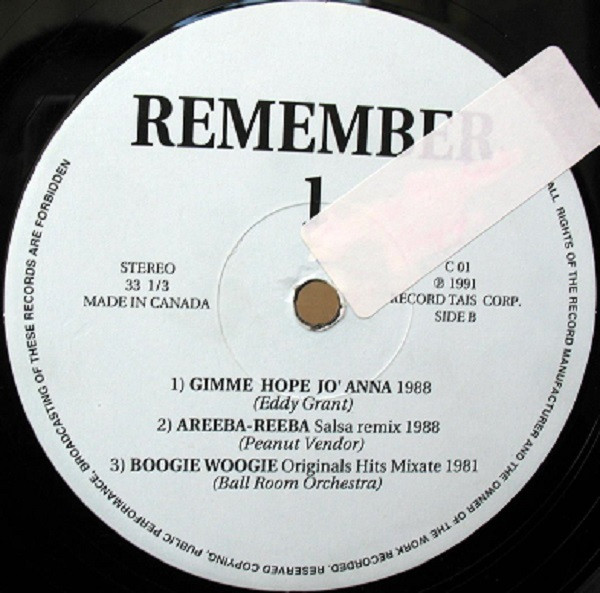 REMEMBER
1
STEREO
33 1/3
MADE IN CANADA
C 01
℗ 1991
RECORD TAIS CORP.
SIDE B
1) GIMME HOPE JO' ANNA 1988
(Eddy Grant)
2) AREEBA-REEBA Salsa remix 1988
(Peanut Vendor)
3) BOOGIE WOOGIE Originals Hits Mixate 1981
(Ball Room Orchestra)
ALL RIGHTS OF THE RECORD MANUFACTURER AND THE OWNER OF THE WORK RECORDED. RESERVED COPYING, PUBLIC PERFORMANCE, BROADCASTING OF THESE RECORDS ARE FORBIDDEN